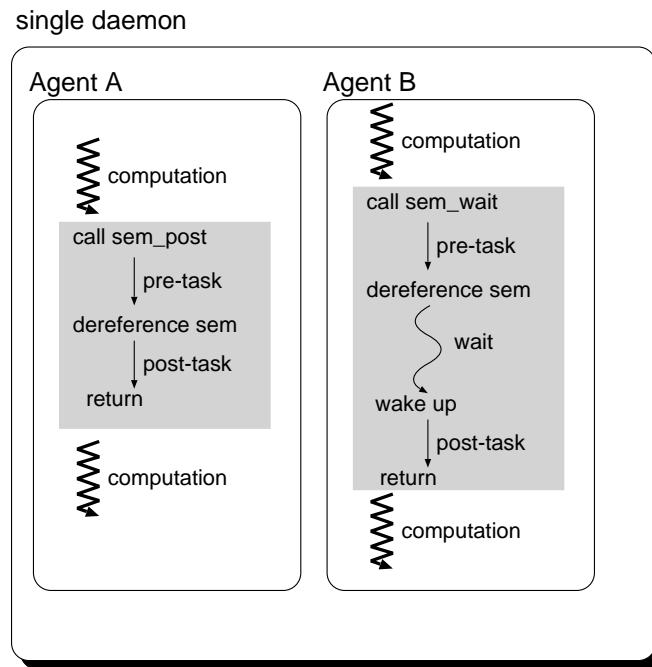 single daemon
Agent A
computation
call sem_post
pre-task
dereference sem
post-task
return
computation
Agent B
computation
call sem_wait
pre-task
dereference sem
wait
wake up
post-task
return
computation